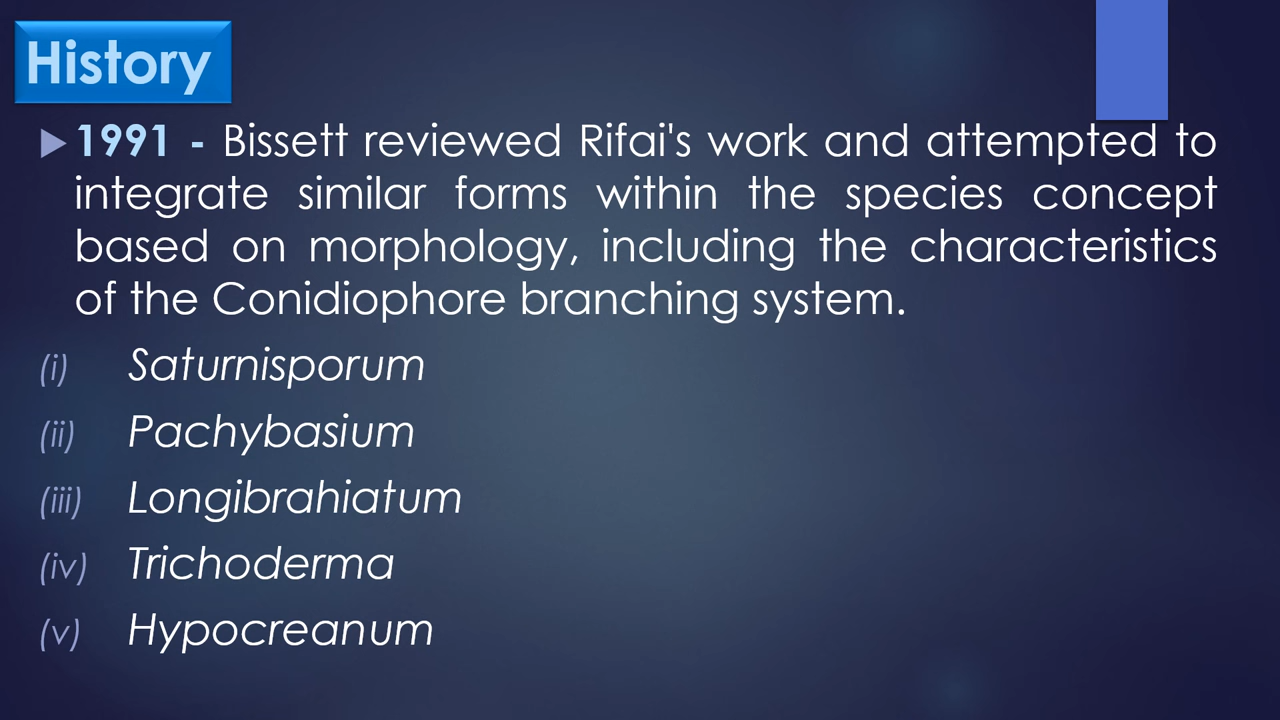 History
1991 - Bissett reviewed Rifai's work and attempted to
integrate similar forms within the species concept
based on morphology, including the characteristics
of the Conidiophore branching system.
(i) Saturnisporum
(ii) Pachybasium
(iii) Longibrahiatum
(iv) Trichoderma
(v) Hypocreanum